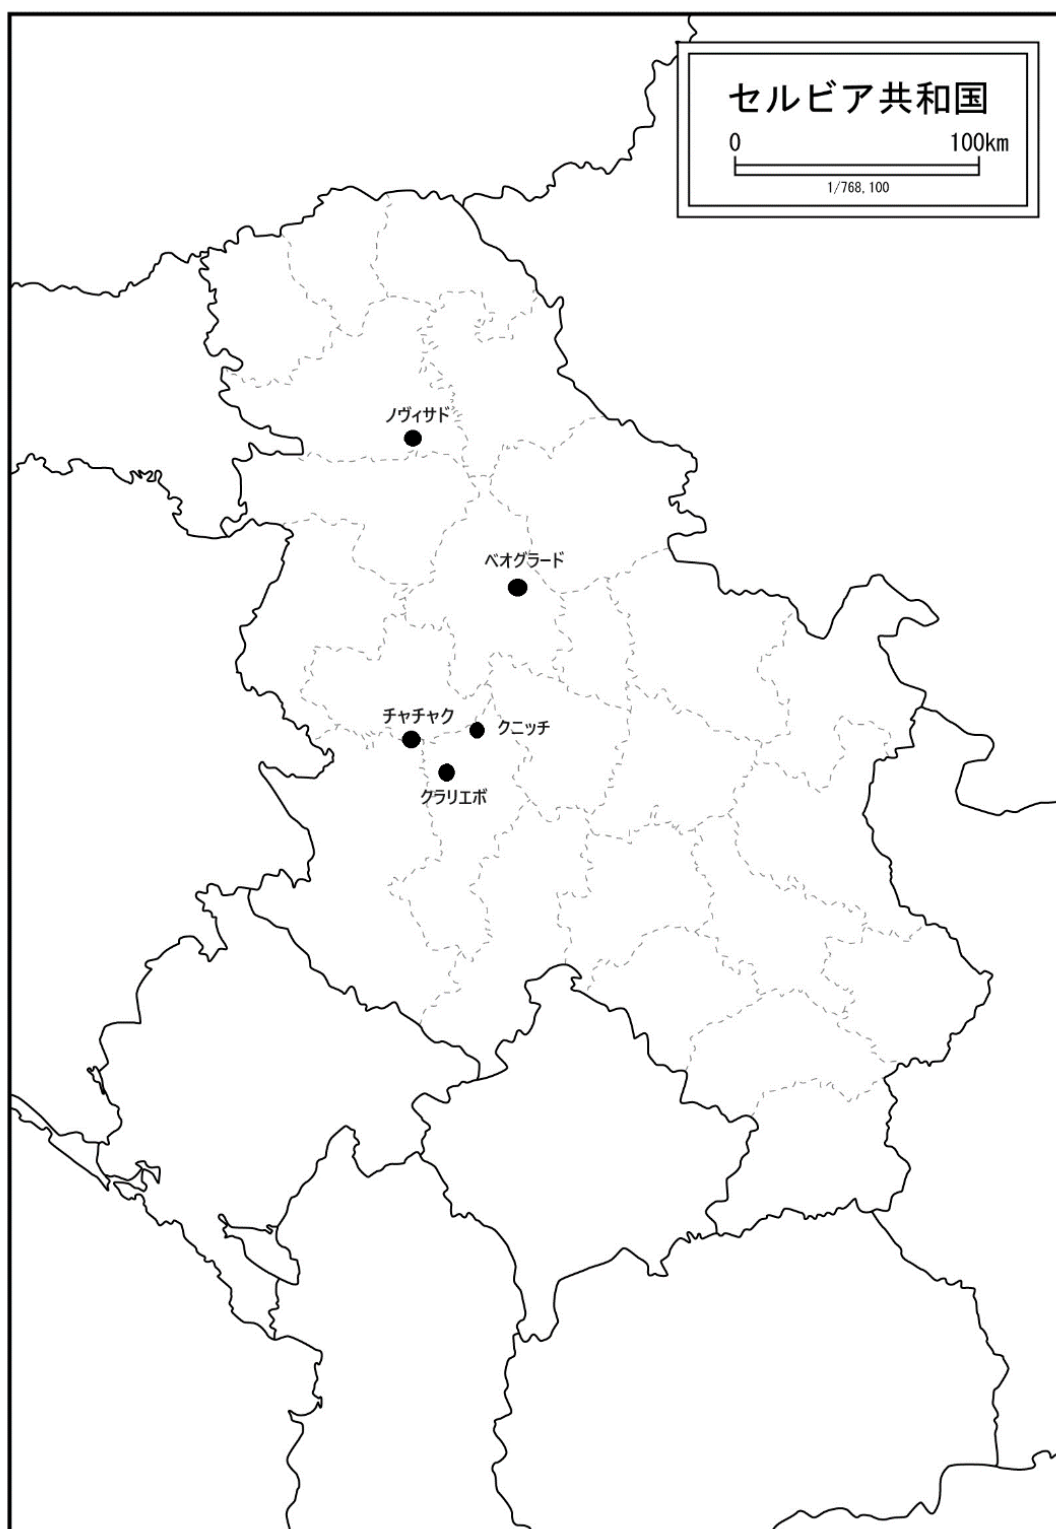 セルビア共和国
0 100km
1/768,100
ノヴィサド
ベオグラード
チャチャク
クニッチ
クラリエボ